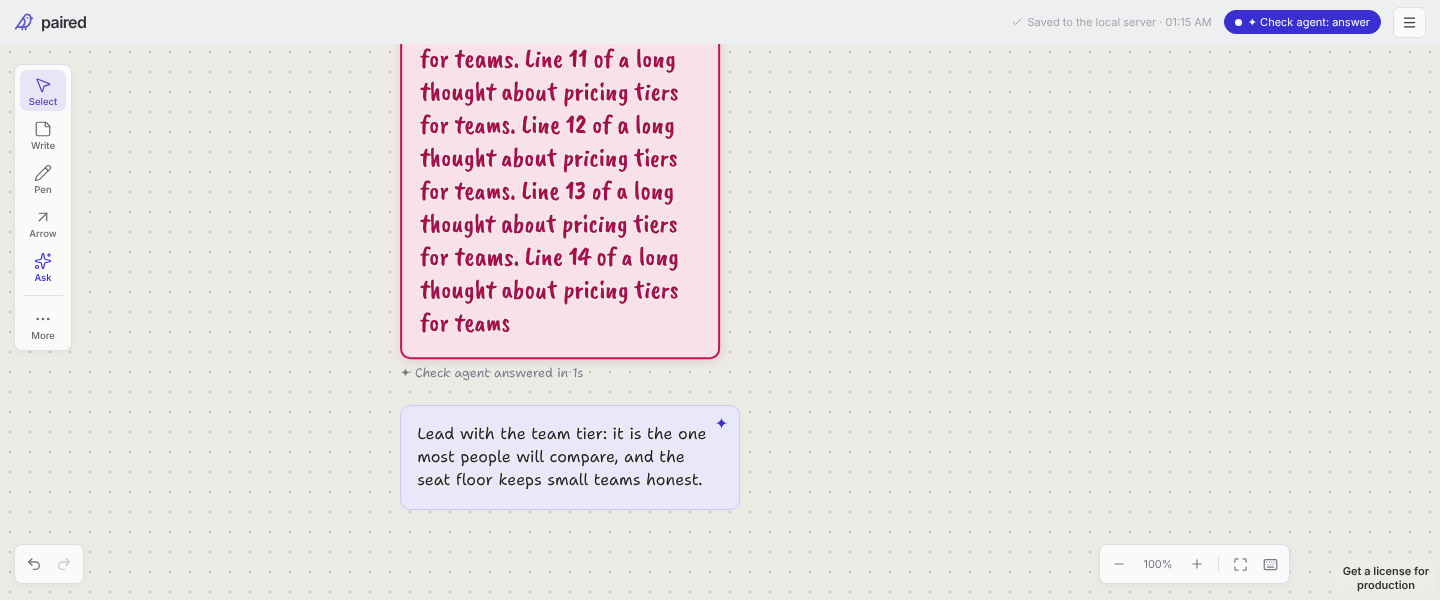 paired
Saved to the local server · 01:15 AM
✦ Check agent: answer
Select
Write
Pen
Arrow
Ask
More
for teams. Line 11 of a long
thought about pricing tiers
for teams. Line 12 of a long
thought about pricing tiers
for teams. Line 13 of a long
thought about pricing tiers
for teams. Line 14 of a long
thought about pricing tiers
for teams
✦ Check agent answered in 1s
Lead with the team tier: it is the one
most people will compare, and the
seat floor keeps small teams honest.
100%
Get a license for
production